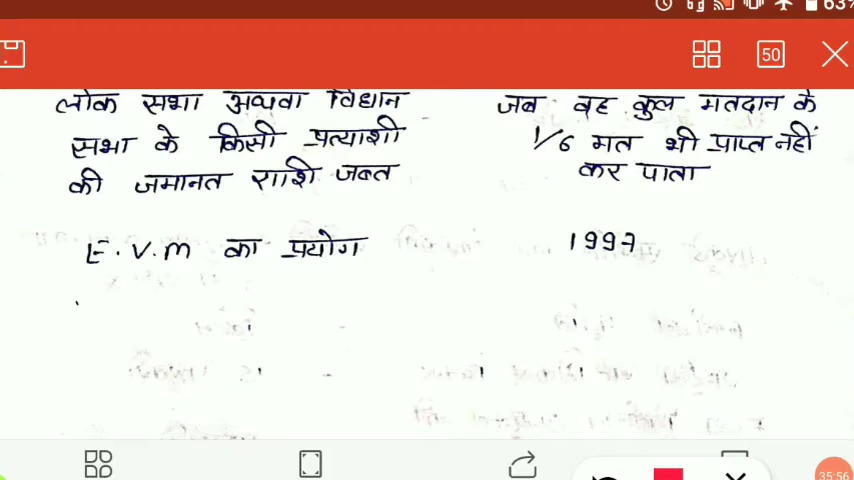 63%
50
लोक सभा अथवा विधान
सभा के किसी प्रत्याशी
की जमानत राशि जब्त
जब वह कुल मतदान के
1/6 मत भी प्राप्त नहीं
कर पाता
E.V.M का प्रयोग
1997
35:56